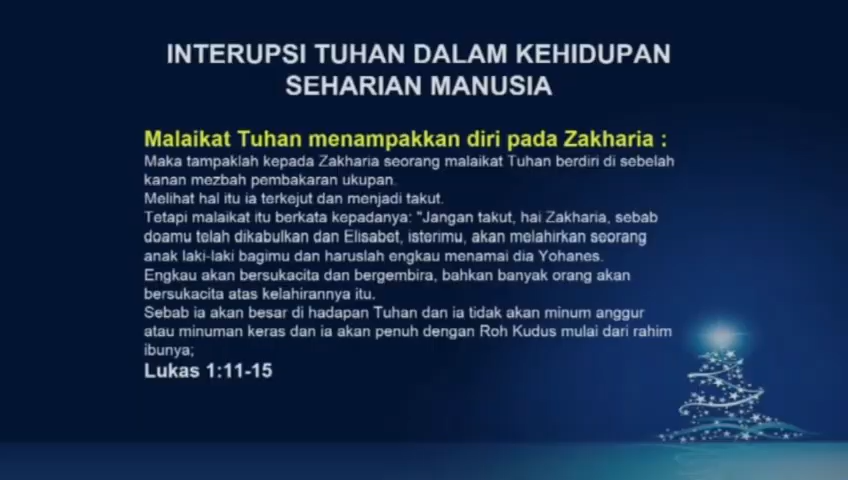 INTERUPSI TUHAN DALAM KEHIDUPAN
SEHARIAN MANUSIA
Malaikat Tuhan menampakkan diri pada Zakharia :
Maka tampaklah kepada Zakharia seorang malaikat Tuhan berdiri di sebelah
kanan mezbah pembakaran ukupan.
Melihat hal itu ia terkejut dan menjadi takut.
Tetapi malaikat itu berkata kepadanya: "Jangan takut, hai Zakharia, sebab
doamu telah dikabulkan dan Elisabet, isterimu, akan melahirkan seorang
anak laki-laki bagimu dan haruslah engkau menamai dia Yohanes.
Engkau akan bersukacita dan bergembira, bahkan banyak orang akan
bersukacita atas kelahirannya itu.
Sebab ia akan besar di hadapan Tuhan dan ia tidak akan minum anggur
atau minuman keras dan ia akan penuh dengan Roh Kudus mulai dari rahim
ibunya;
Lukas 1:11-15